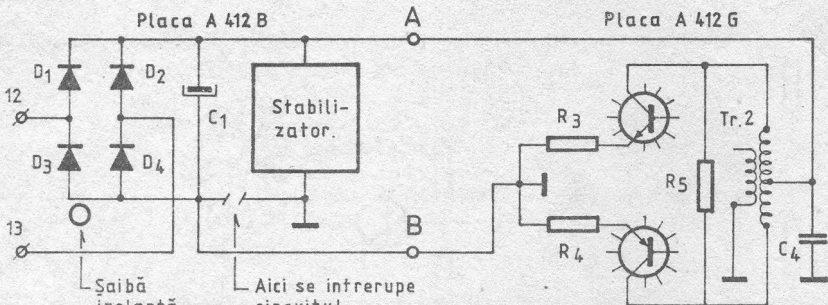 Placa A 412 B
A
Placa A 412 G
D1
D2
12
C1
Stabili-
zator.
R3
Tr.2
D3
D4
R5
13
B
R4
C4
Şaibă
izolantă
Aici se intrerupe
circuitul